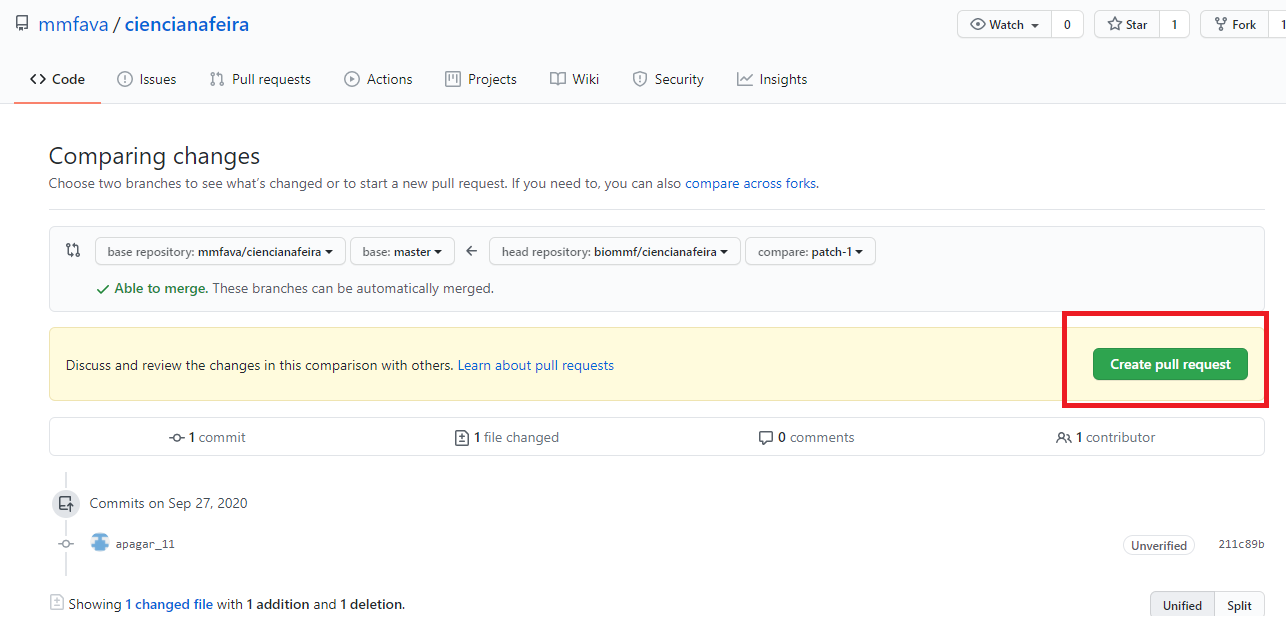 mmfava / ciencianafeira
Watch 0 Star 1 Fork 1
Code Issues Pull requests Actions Projects Wiki Security Insights
Comparing changes
Choose two branches to see what's changed or to start a new pull request. If you need to, you can also compare across forks.
base repository: mmfava/ciencianafeira base: master head repository: biommf/ciencianafeira compare: patch-1
Able to merge. These branches can be automatically merged.
Discuss and review the changes in this comparison with others. Learn about pull requests
Create pull request
1 commit 1 file changed 0 comments 1 contributor
Commits on Sep 27, 2020
apagar_11 Unverified 211c89b
Showing 1 changed file with 1 addition and 1 deletion.
Unified Split